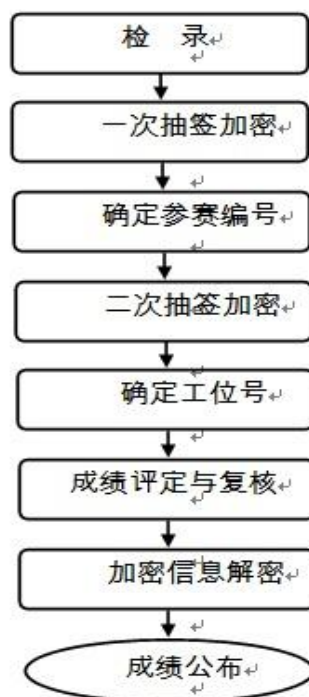 检 录
一次抽签加密
确定参赛编号
二次抽签加密
确定工位号
成绩评定与复核
加密信息解密
成绩公布